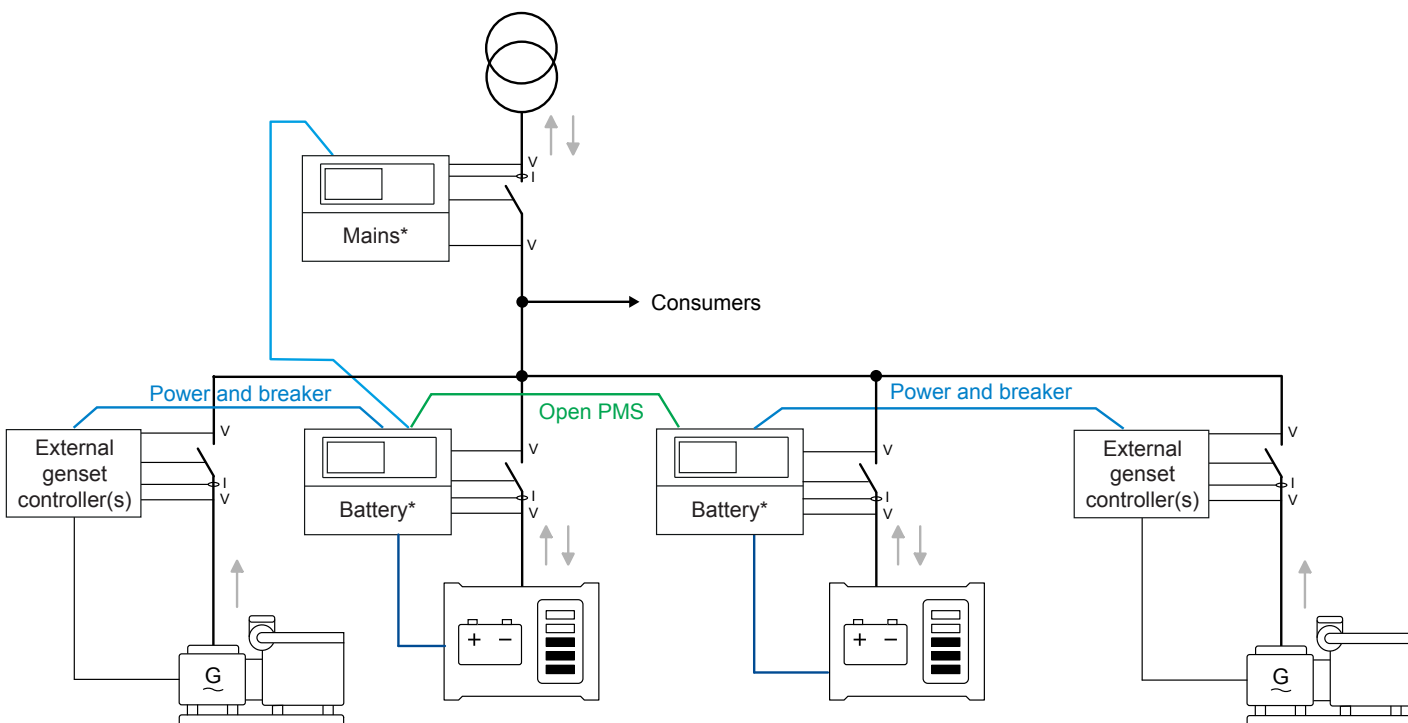 V
I
Mains*
V
Consumers
Power and breaker
Open PMS
Power and breaker
External
genset
controller(s)
V
I
V
Battery*
V
I
V
Battery*
V
I
V
External
genset
controller(s)
V
I
V
G
~
+ −
+ −
G
~